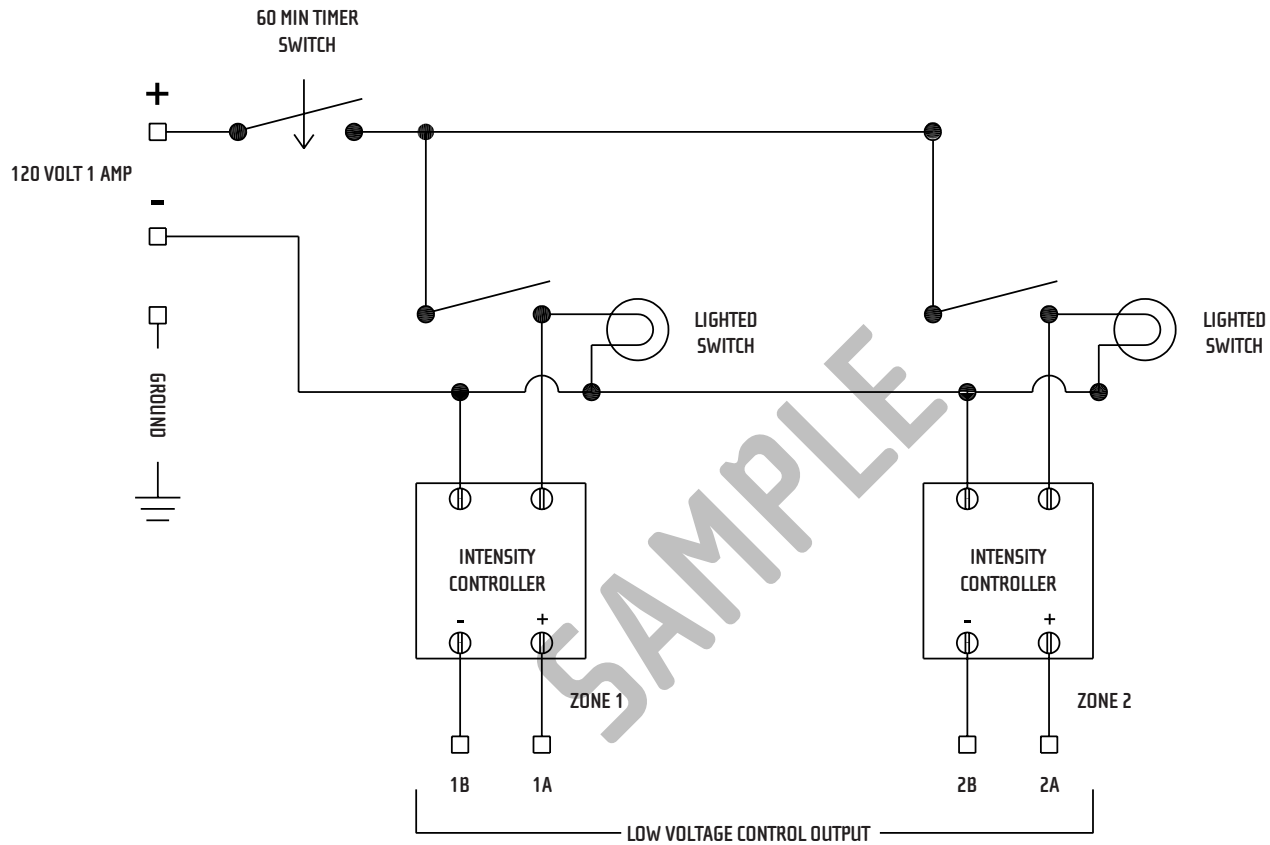 60 MIN TIMER
SWITCH
+
120 VOLT 1 AMP
-
GROUND
LIGHTED
SWITCH
LIGHTED
SWITCH
INTENSITY
CONTROLLER
- +
INTENSITY
CONTROLLER
- +
ZONE 1
ZONE 2
1B 1A
2B 2A
LOW VOLTAGE CONTROL OUTPUT
SAMPLE